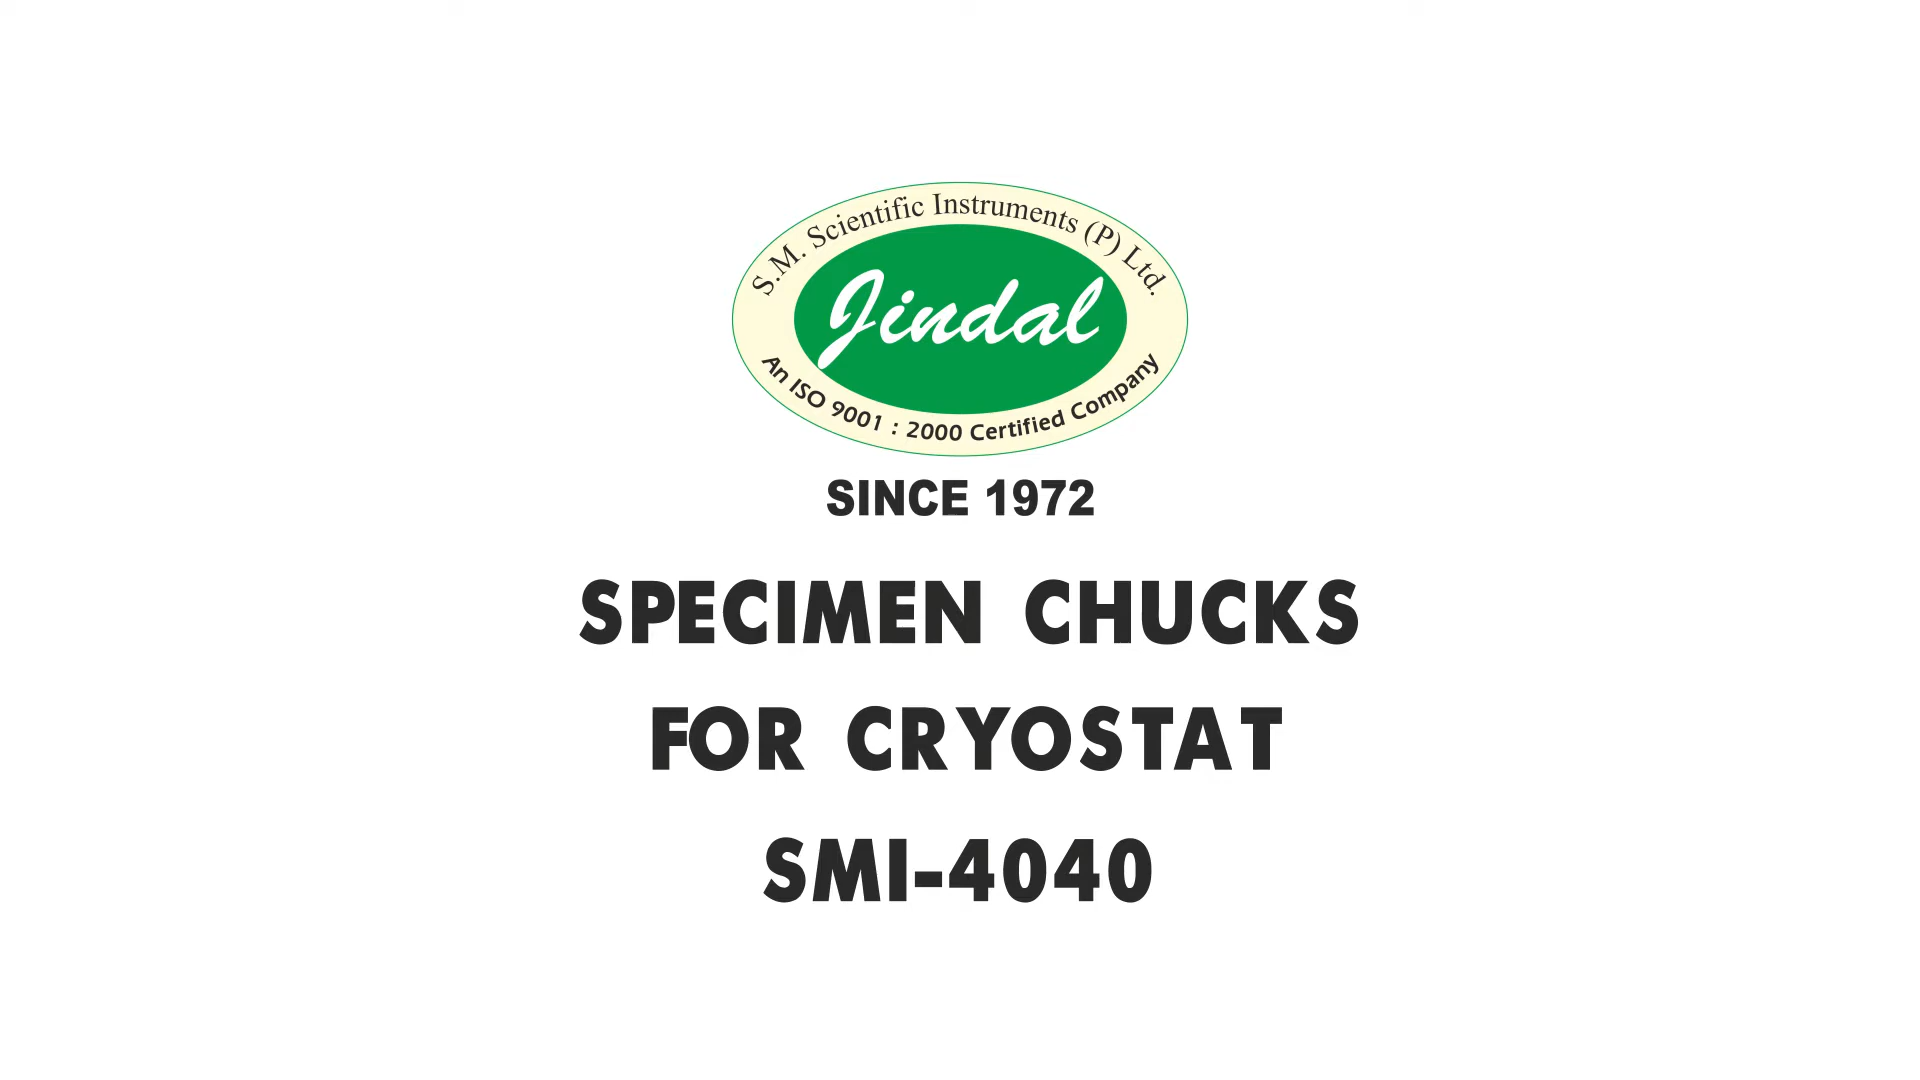 S.M. Scientific Instruments (P) Ltd.
Jindal
An ISO 9001 : 2000 Certified Company
SINCE 1972
SPECIMEN CHUCKS
FOR CRYOSTAT
SMI-4040